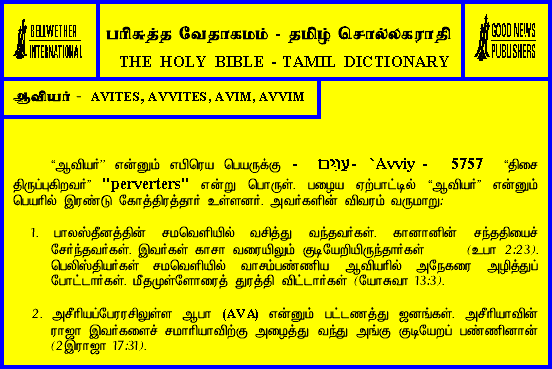 BELLWETHER
INTERNATIONAL
பரிசுத்த வேதாகமம் - தமிழ் சொல்லகராதி
THE HOLY BIBLE - TAMIL DICTIONARY
GOOD NEWS
PUBLISHERS
ஆவியர் - AVITES, AVVITES, AVIM, AVVIM
“ஆவியர்” என்னும் எபிரெய பெயருக்கு - עַוִּים - `Avviy - 5757 “திசை
திருப்புகிறவர்” "perverters" என்று பொருள். பழைய ஏற்பாட்டில் “ஆவியர்” என்னும்
பெயரில் இரண்டு கோத்திரத்தார் உள்ளனர். அவர்களின் விவரம் வருமாறு:
1. பாலஸ்தீனத்தின் சமவெளியில் வசித்து வந்தவர்கள். கானானின் சந்ததியைச்
சேர்ந்தவர்கள். இவர்கள் காசா வரையிலும் குடியேறியிருந்தார்கள் (உபா 2:23).
பெலிஸ்தியர்கள் சமவெளியில் வாசம்பண்ணிய ஆவியரில் அநேகரை அழித்துப்
போட்டார்கள். மீதமுள்ளோரைத் துரத்தி விட்டார்கள் (யோசுவா 13:3).
2. அசீரியப்பேரரசிலுள்ள ஆபா (AVA) என்னும் பட்டணத்து ஜனங்கள். அசீரியாவின்
ராஜா இவர்களைச் சமாரியாவிற்கு அழைத்து வந்து அங்கு குடியேறப் பண்ணினான்
(2இராஜா 17:31).